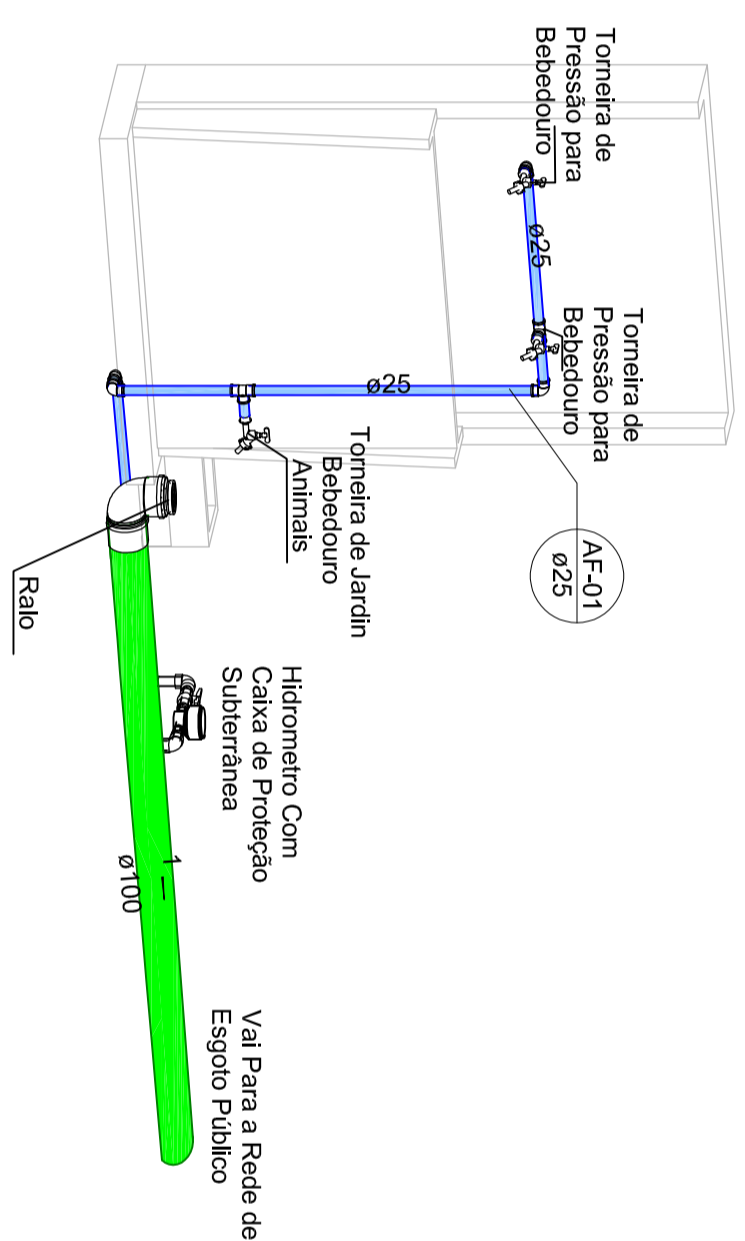 Torneira de
Pressão para
Bebedouro
ø25
Torneira de
Pressão para
Bebedouro
ø25
AF-01
ø25
Torneira de Jardin
Bebedouro
Animais
Ralo
Hidrometro Com
Caixa de Proteção
Subterrânea
1
ø100
Vai Para a Rede de
Esgoto Público